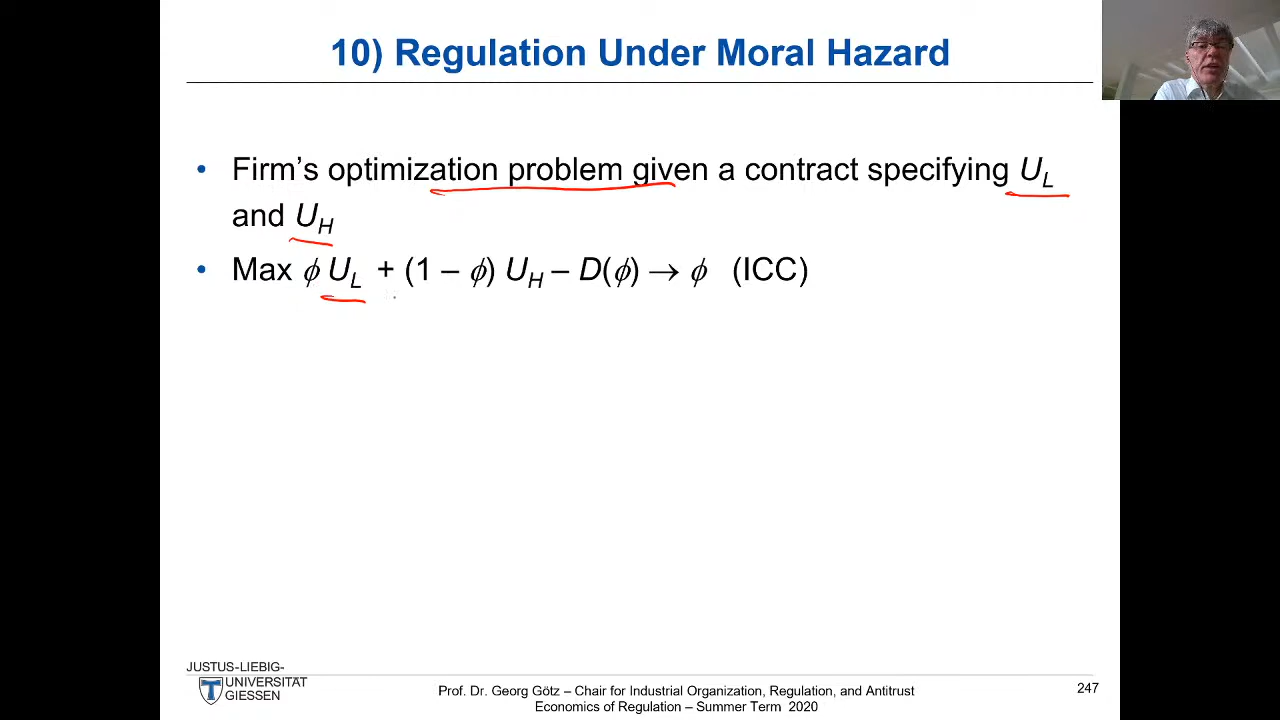 10) Regulation Under Moral Hazard
• Firm’s optimization problem given a contract specifying U_L
and U_H
• Max ϕ U_L + (1 – ϕ) U_H – D(ϕ) → ϕ (ICC)
JUSTUS-LIEBIG-
UNIVERSITÄT
GIESSEN
Prof. Dr. Georg Götz – Chair for Industrial Organization, Regulation, and Antitrust
Economics of Regulation – Summer Term 2020
247